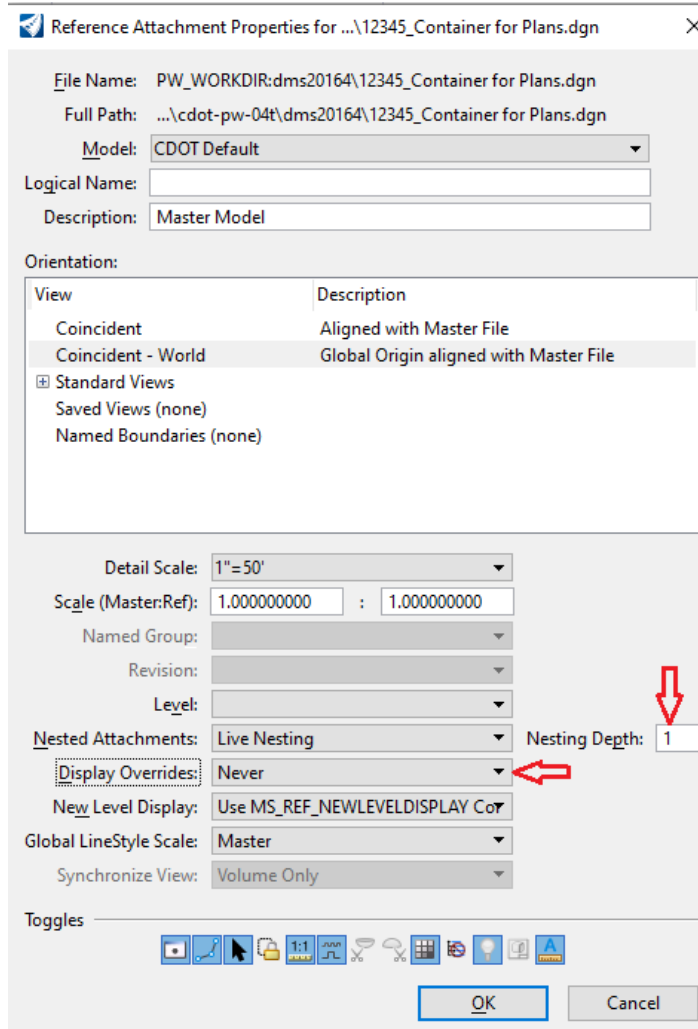 Reference Attachment Properties for ...\12345_Container for Plans.dgn
File Name: PW_WORKDIR:dms20164\12345_Container for Plans.dgn
Full Path: ...\cdot-pw-04t\dms20164\12345_Container for Plans.dgn
Model: CDOT Default
Logical Name:
Description: Master Model
Orientation:
View Description
Coincident Aligned with Master File
Coincident - World Global Origin aligned with Master File
Standard Views
Saved Views (none)
Named Boundaries (none)
Detail Scale: 1"=50'
Scale (Master:Ref): 1.000000000 : 1.000000000
Named Group:
Revision:
Level:
Nested Attachments: Live Nesting Nesting Depth: 1
Display Overrides: Never
New Level Display: Use MS_REF_NEWLEVELDISPLAY Cor
Global LineStyle Scale: Master
Synchronize View: Volume Only
Toggles
1:1 A
OK Cancel